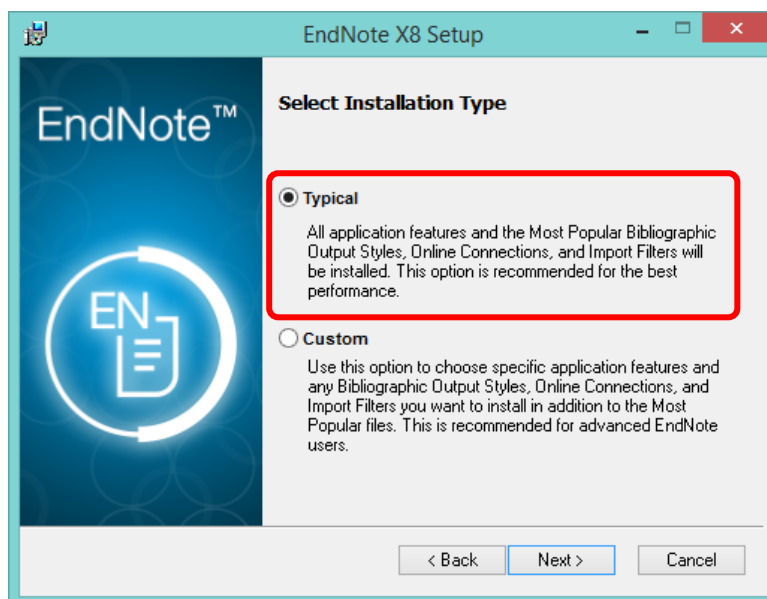 EndNote X8 Setup
EndNote™
Select Installation Type
Typical
All application features and the Most Popular Bibliographic
Output Styles, Online Connections, and Import Filters will
be installed. This option is recommended for the best
performance.
EN
Custom
Use this option to choose specific application features and
any Bibliographic Output Styles, Online Connections, and
Import Filters you want to install in addition to the Most
Popular files. This is recommended for advanced EndNote
users.
< Back
Next >
Cancel